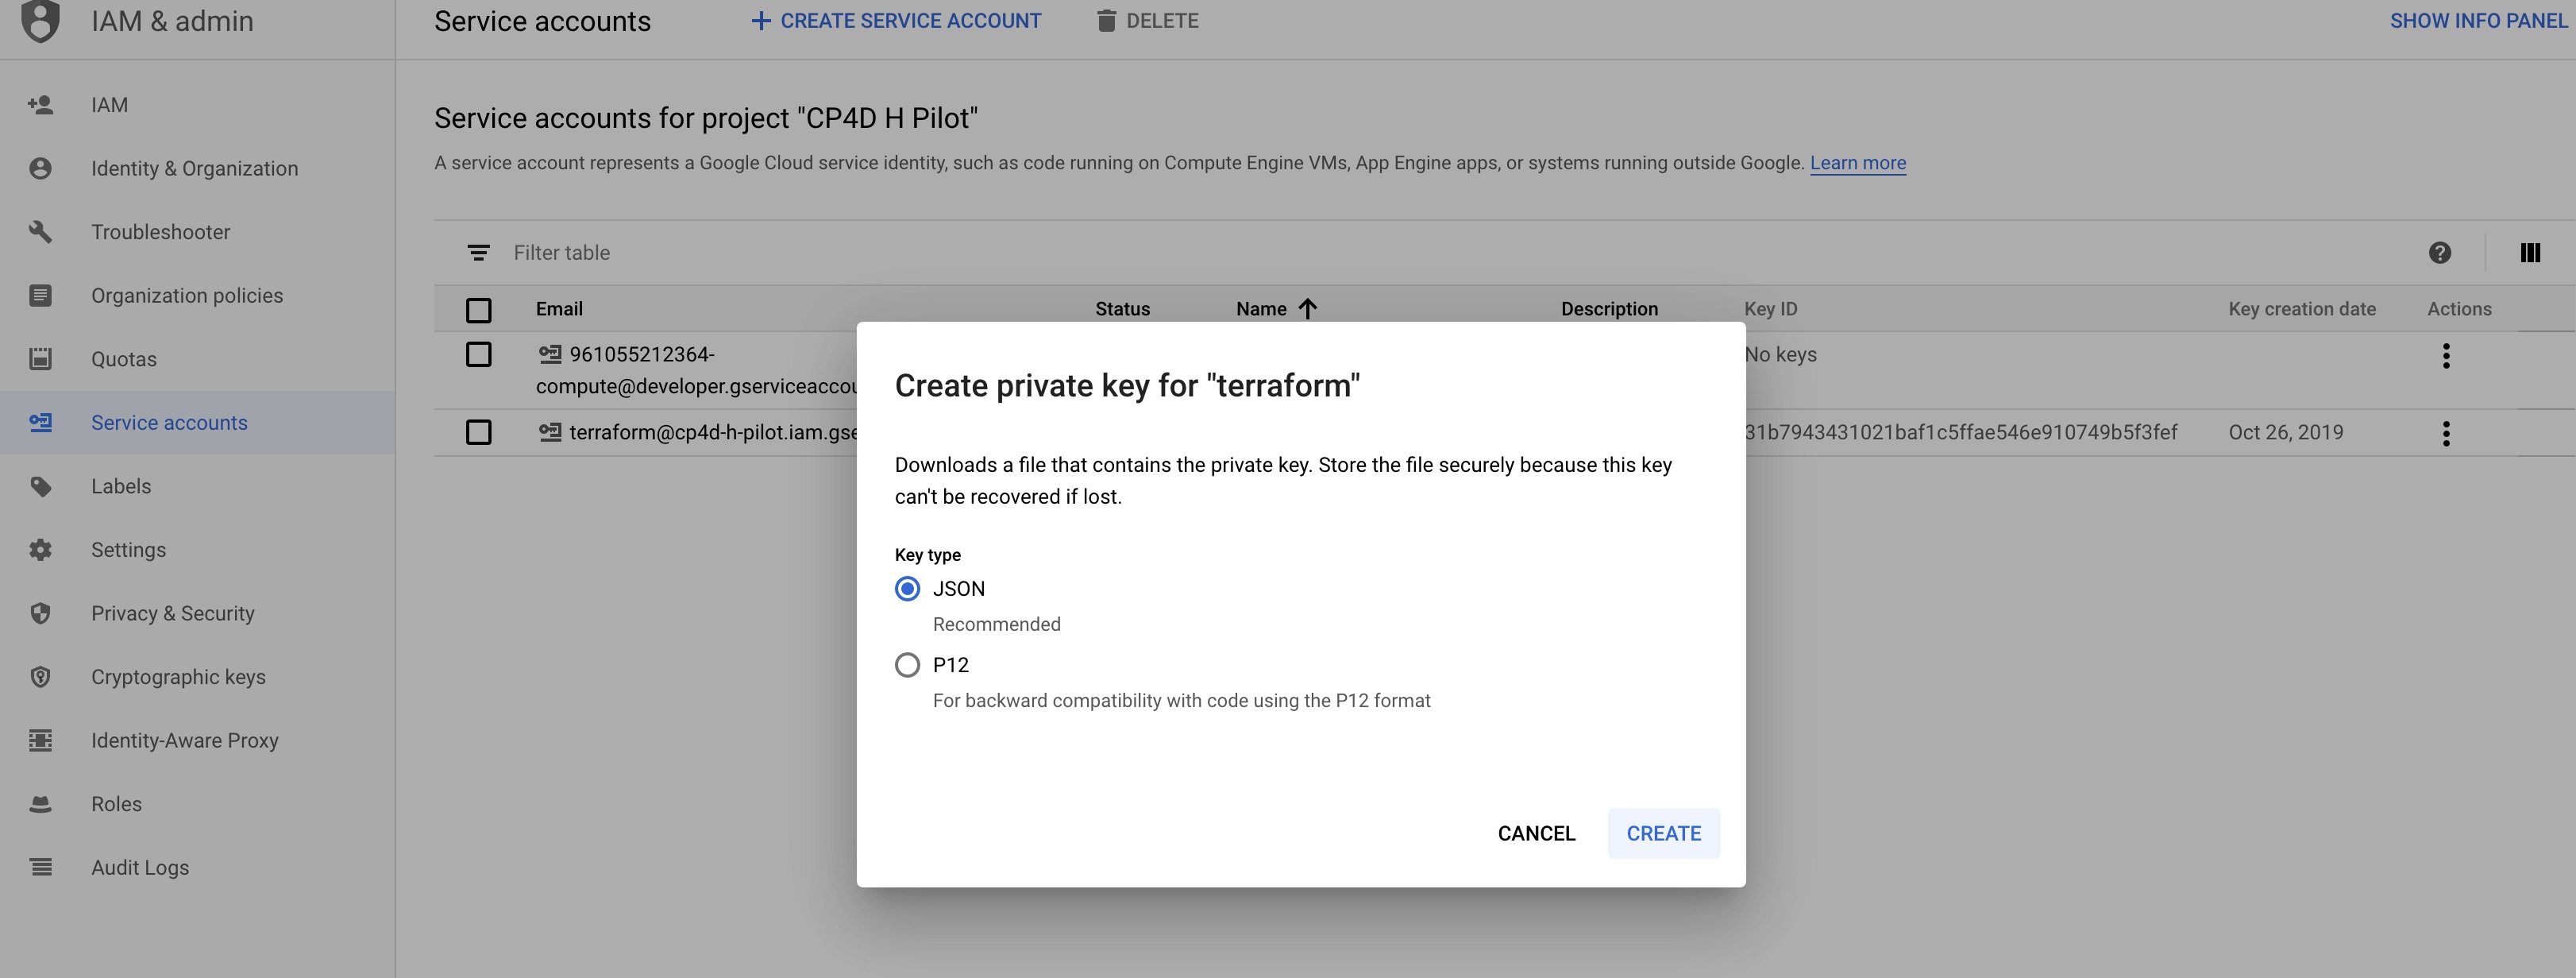 IAM & admin
Service accounts
CREATE SERVICE ACCOUNT
DELETE
SHOW INFO PANEL
IAM
Identity & Organization
Troubleshooter
Organization policies
Quotas
Service accounts
Labels
Settings
Privacy & Security
Cryptographic keys
Identity-Aware Proxy
Roles
Audit Logs
Service accounts for project "CP4D H Pilot"
A service account represents a Google Cloud service identity, such as code running on Compute Engine VMs, App Engine apps, or systems running outside Google. Learn more
Filter table
Email Status Name Description Key ID Key creation date Actions
961055212364-
compute@developer.gserviceaccou
No keys
terraform@cp4d-h-pilot.iam.gse
31b7943431021baf1c5ffae546e910749b5f3fef Oct 26, 2019
Create private key for "terraform"
Downloads a file that contains the private key. Store the file securely because this key
can't be recovered if lost.
Key type
JSON
Recommended
P12
For backward compatibility with code using the P12 format
CANCEL
CREATE